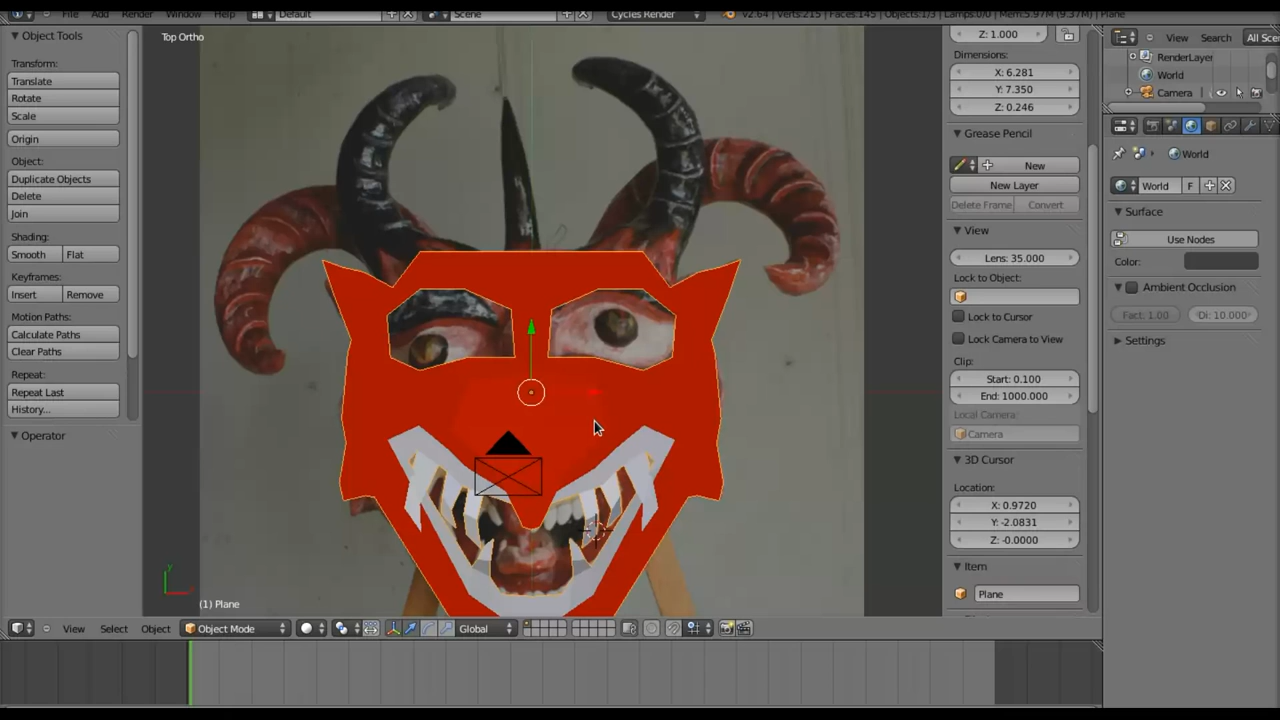 File Add Render Window Help Default Scene Cycles Render v2.64 | Verts:215 | Faces:145 | Objects:1/3 | Lamps:0/0 | Mem:5.97M (9.37M) | Plane
Object Tools
Transform:
Translate
Rotate
Scale
Origin
Object:
Duplicate Objects
Delete
Join
Shading:
Smooth Flat
Keyframes:
Insert Remove
Motion Paths:
Calculate Paths
Clear Paths
Repeat:
Repeat Last
History...
Operator
Top Ortho
y
(1) Plane
View Select Object Object Mode Global
Z: 1.000
Dimensions:
X: 6.281
Y: 7.350
Z: 0.246
Grease Pencil
New
New Layer
Delete Frame Convert
View
Lens: 35.000
Lock to Object:
Lock to Cursor
Lock Camera to View
Clip:
Start: 0.100
End: 1000.000
Local Camera:
Camera
3D Cursor
Location:
X: 0.9720
Y: -2.0831
Z: -0.0000
Item
Plane
View Search All Sce
RenderLayer
World
Camera
World
World F
Surface
Use Nodes
Color:
Ambient Occlusion
Fact: 1.00 Di: 10.000
Settings